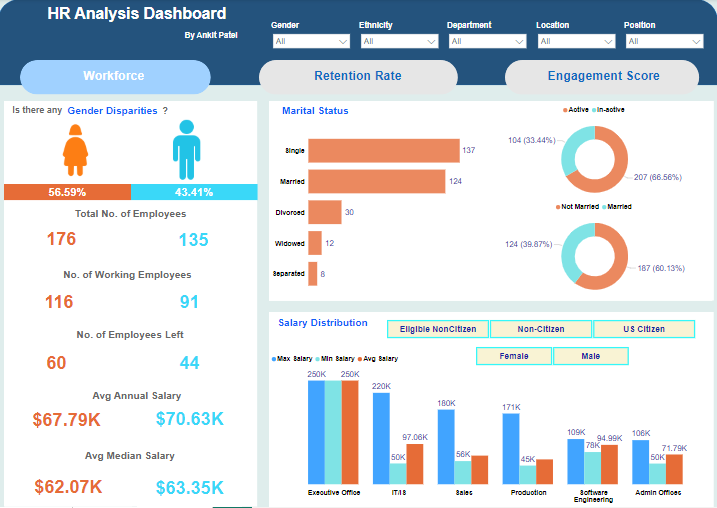 HR Analysis Dashboard
By Ankit Patel
Gender
Ethnicity
Department
Location
Position
All
All
All
All
All
Workforce
Retention Rate
Engagement Score
Is there any Gender Disparities ?
56.59%
43.41%
Total No. of Employees
176
135
No. of Working Employees
116
91
No. of Employees Left
60
44
Avg Annual Salary
$67.79K
$70.63K
Avg Median Salary
$62.07K
$63.35K
Marital Status
Single
137
Married
124
Divorced
30
Widowed
12
Separated
8
Active
In-active
104 (33.44%)
207 (66.56%)
Not Married
Married
124 (39.87%)
187 (60.13%)
Salary Distribution
Eligible NonCitizen
Non-Citizen
US Citizen
Female
Male
Max Salary
Min Salary
Avg Salary
250K
250K
220K
50K
97.06K
180K
56K
171K
45K
109K
78K
94.99K
106K
50K
71.79K
Executive Office
IT/IS
Sales
Production
Software
Engineering
Admin Offices